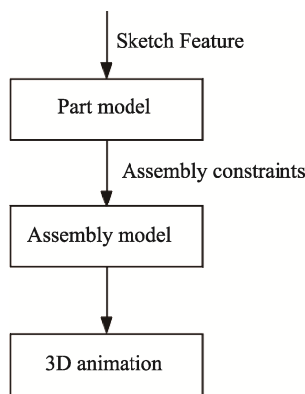 Sketch Feature
Part model
Assembly constraints
Assembly model
3D animation